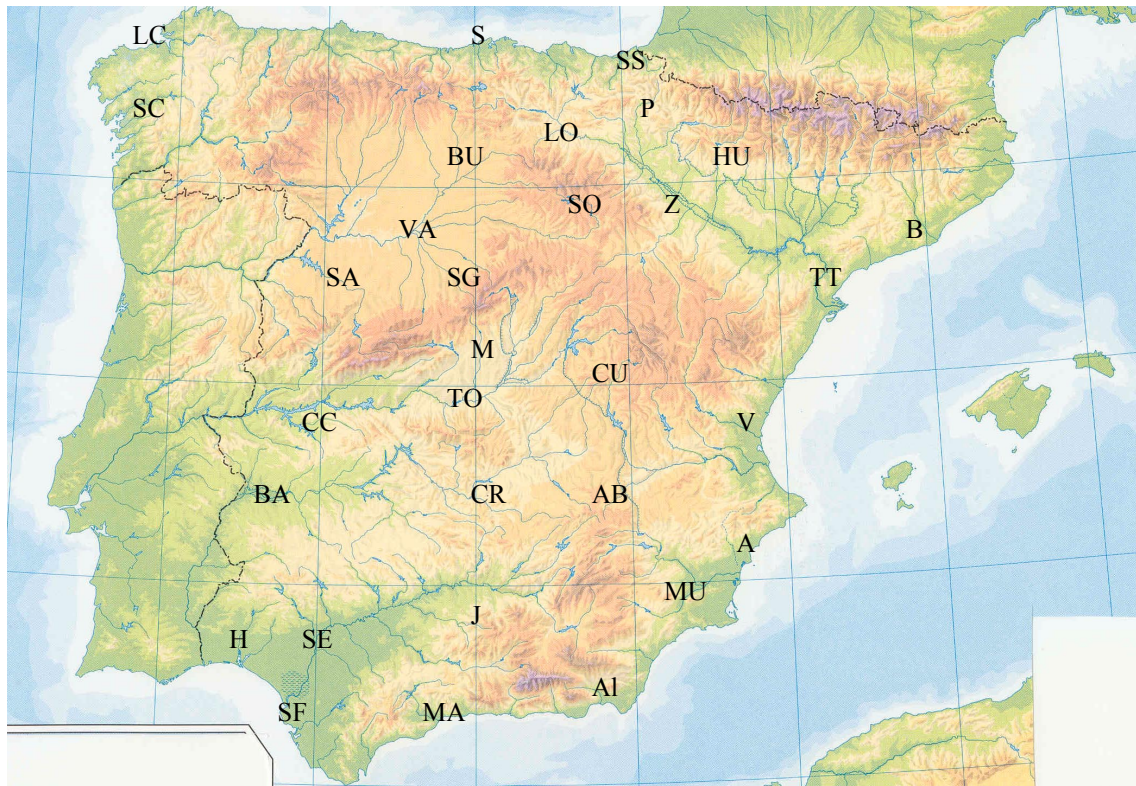 LC S
SS
SC P
LO
BU HU
SO Z
VA B
SA SG TT
M
CU
TO
CC V
BA CR AB
A
MU
J
H SE
Al
SF MA